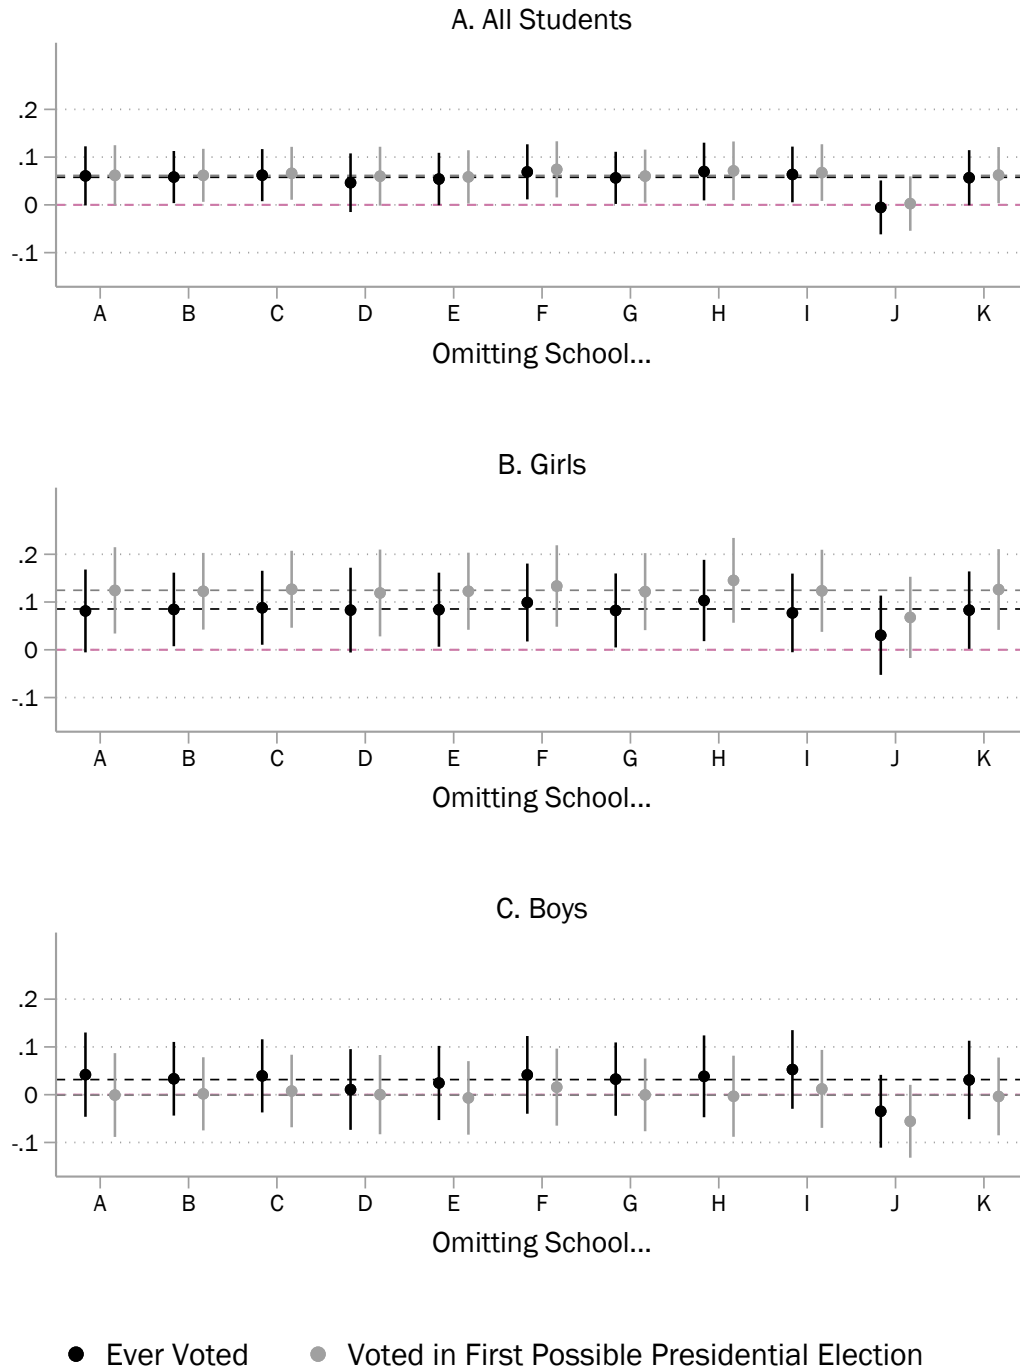 A. All Students
.2
.1
0
-.1
A B C D E F G H I J K
Omitting School...
B. Girls
.2
.1
0
-.1
A B C D E F G H I J K
Omitting School...
C. Boys
.2
.1
0
-.1
A B C D E F G H I J K
Omitting School...
Ever Voted Voted in First Possible Presidential Election